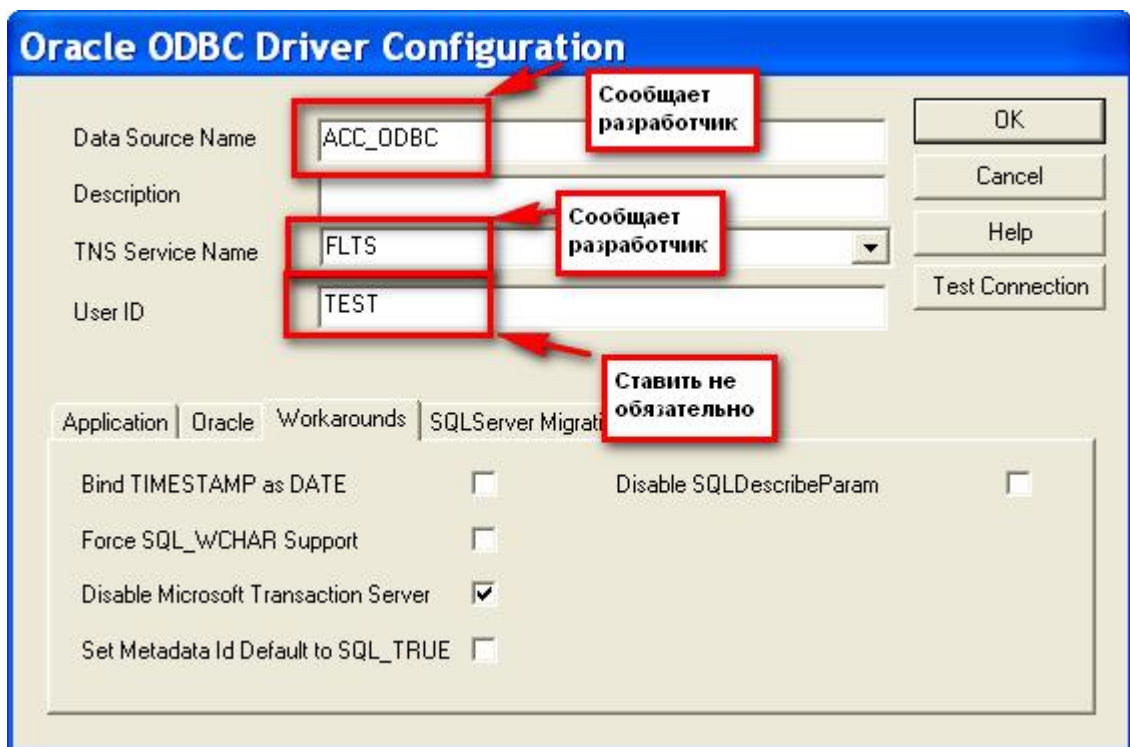 Oracle ODBC Driver Configuration
Сообщает
разработчик
OK
Data Source Name
ACC_ODBC
Cancel
Description
Сообщает
разработчик
Help
TNS Service Name
FLTS
Test Connection
User ID
TEST
Ставить не
обязательно
Application
Oracle
Workarounds
SQLServer Migrati
Bind TIMESTAMP as DATE
Disable SQLDescribeParam
Force SQL_WCHAR Support
Disable Microsoft Transaction Server
Set Metadata Id Default to SQL_TRUE